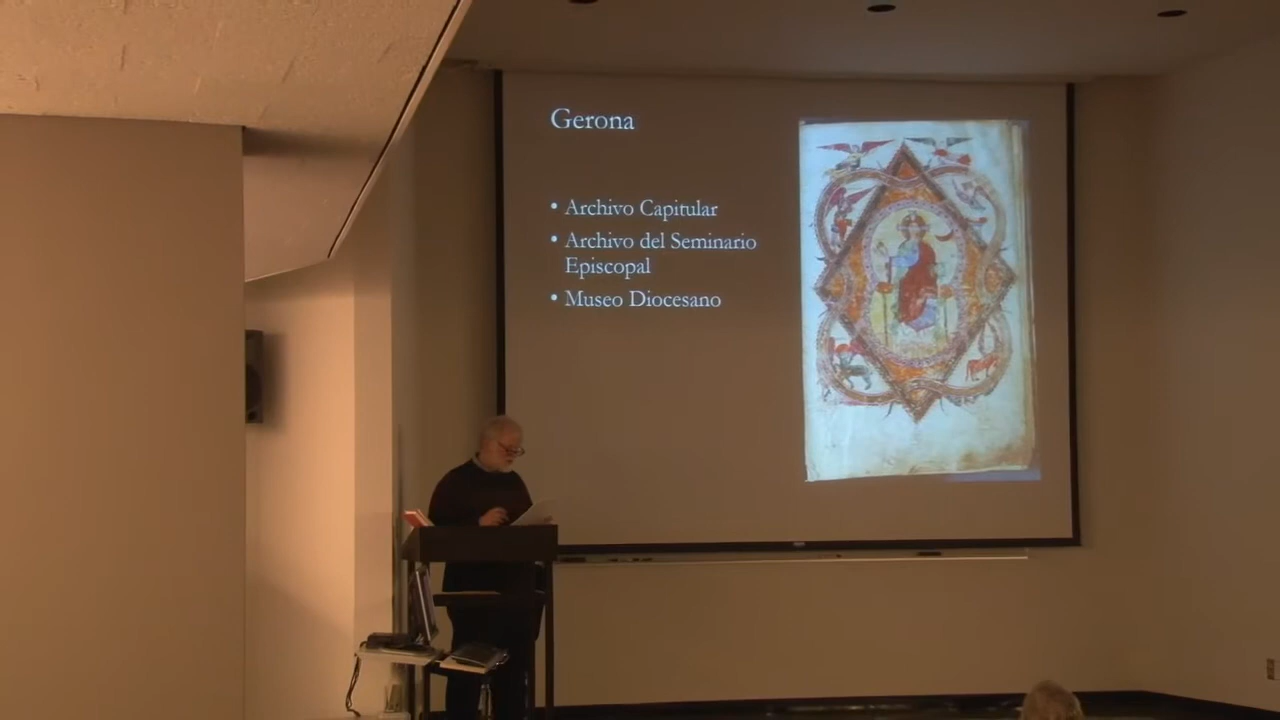 Gerona
• Archivo Capitular
• Archivo del Seminario
Episcopal
• Museo Diocesano